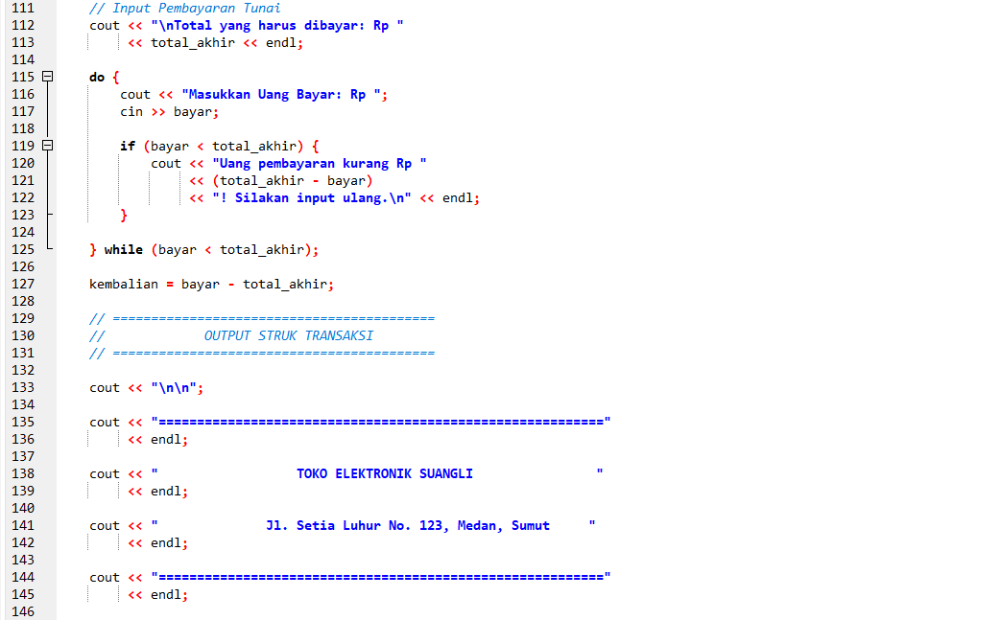 111 // Input Pembayaran Tunai
112 cout << "\nTotal yang harus dibayar: Rp "
113 << total_akhir << endl;
114
115 do {
116 cout << "Masukkan Uang Bayar: Rp ";
117 cin >> bayar;
118
119 if (bayar < total_akhir) {
120 cout << "Uang pembayaran kurang Rp "
121 << (total_akhir - bayar)
122 << "! Silakan input ulang.\n" << endl;
123 }
124
125 } while (bayar < total_akhir);
126
127 kembalian = bayar - total_akhir;
128
129 // ==========================================
130 // OUTPUT STRUK TRANSAKSI
131 // ==========================================
132
133 cout << "\n\n";
134
135 cout << "=========================================================="
136 << endl;
137
138 cout << "                  TOKO ELEKTRONIK SUANGLI                "
139 << endl;
140
141 cout << "              Jl. Setia Luhur No. 123, Medan, Sumut     "
142 << endl;
143
144 cout << "=========================================================="
145 << endl;
146